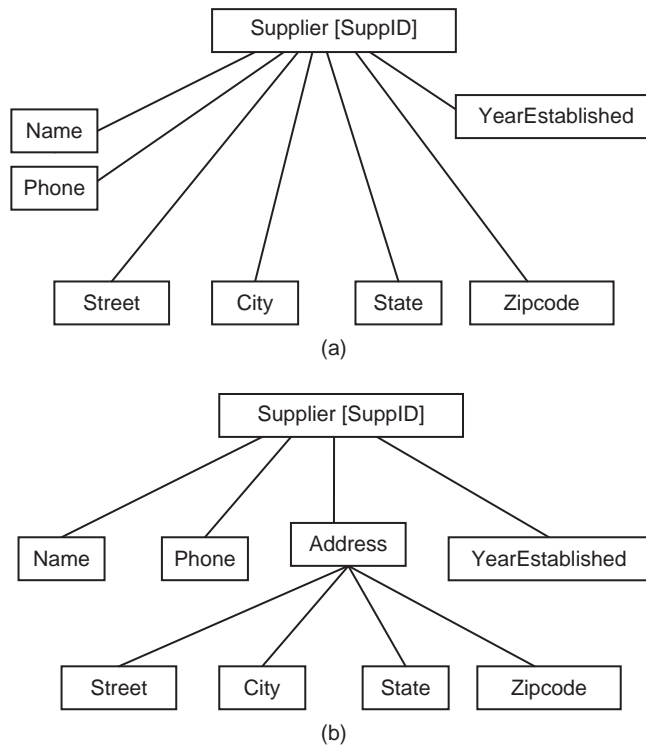 Supplier [SuppID]
Name
YearEstablished
Phone
Street
City
State
Zipcode
(a)
Supplier [SuppID]
Name
Phone
Address
YearEstablished
Street
City
State
Zipcode
(b)